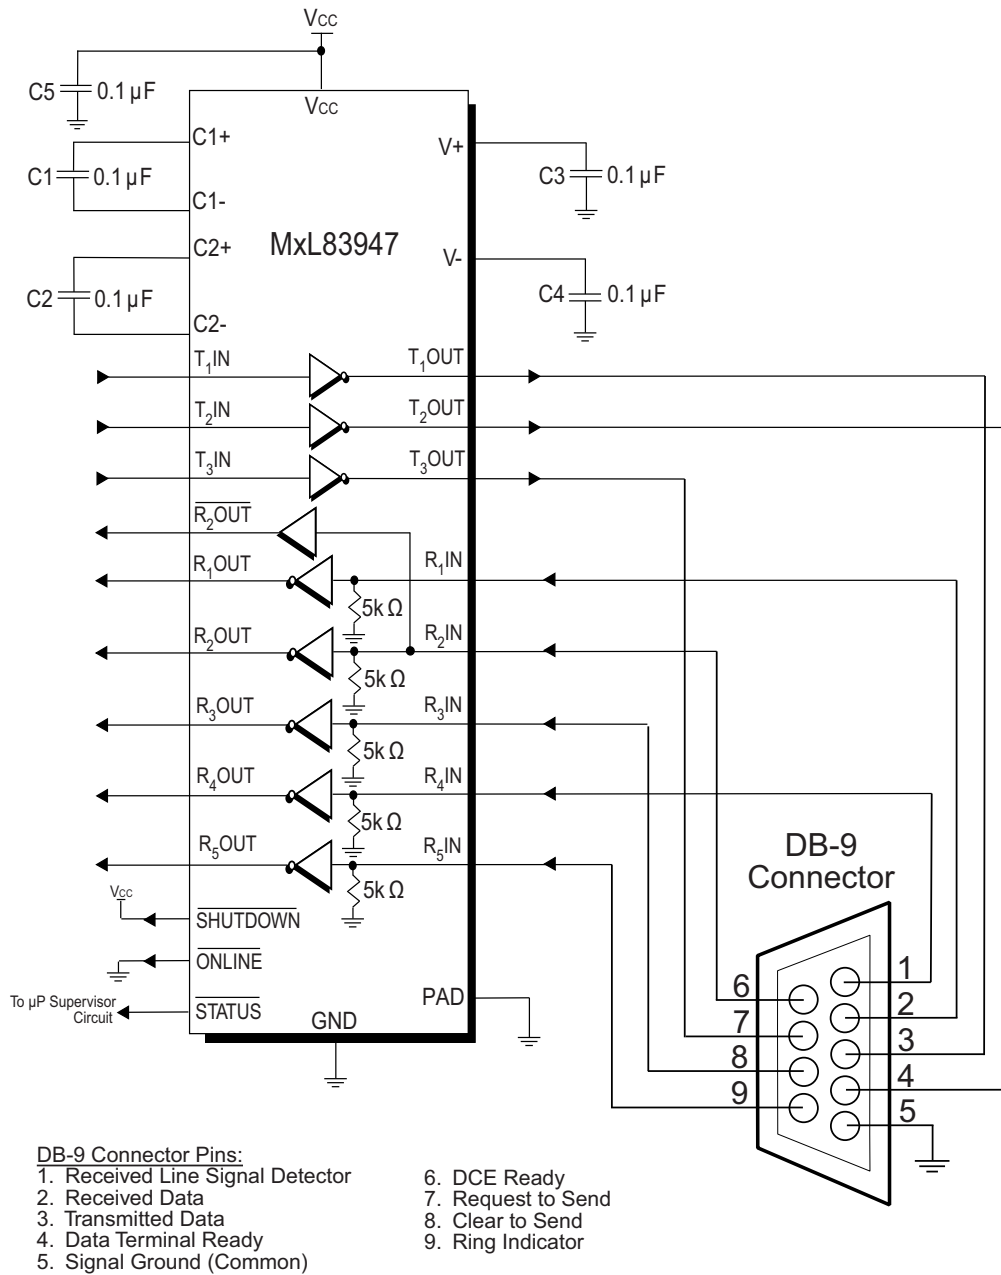 Vcc
C5 0.1 µF
Vcc
C1+
V+
C1 0.1 µF
C3 0.1 µF
C1-
MxL83947
C2+
V-
C2 0.1 µF
C4 0.1 µF
C2-
T1IN T1OUT
T2IN T2OUT
T3IN T3OUT
R2OUT
R1OUT R1IN
5k Ω
R2OUT R2IN
5k Ω
R3OUT R3IN
5k Ω
R4OUT R4IN
5k Ω
R5OUT R5IN
5k Ω
Vcc
SHUTDOWN
ONLINE
To µP Supervisor
Circuit
STATUS
PAD
GND
DB-9
Connector
1
6
2
7
3
8
4
9
5
DB-9 Connector Pins:
1. Received Line Signal Detector
2. Received Data
3. Transmitted Data
4. Data Terminal Ready
5. Signal Ground (Common)
6. DCE Ready
7. Request to Send
8. Clear to Send
9. Ring Indicator